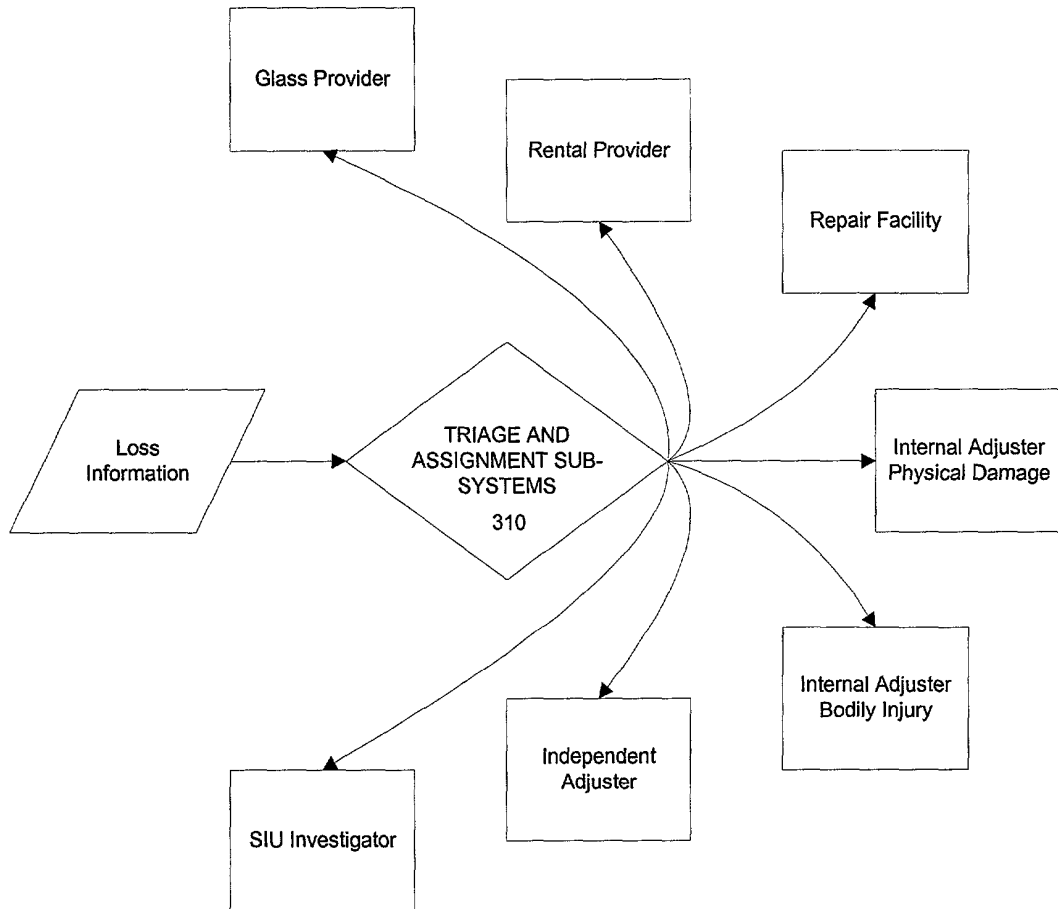 Glass Provider
Rental Provider
Repair Facility
Loss
Information
TRIAGE AND
ASSIGNMENT SUB-
SYSTEMS
310
Internal Adjuster
Physical Damage
Internal Adjuster
Bodily Injury
Independent
Adjuster
SIU Investigator